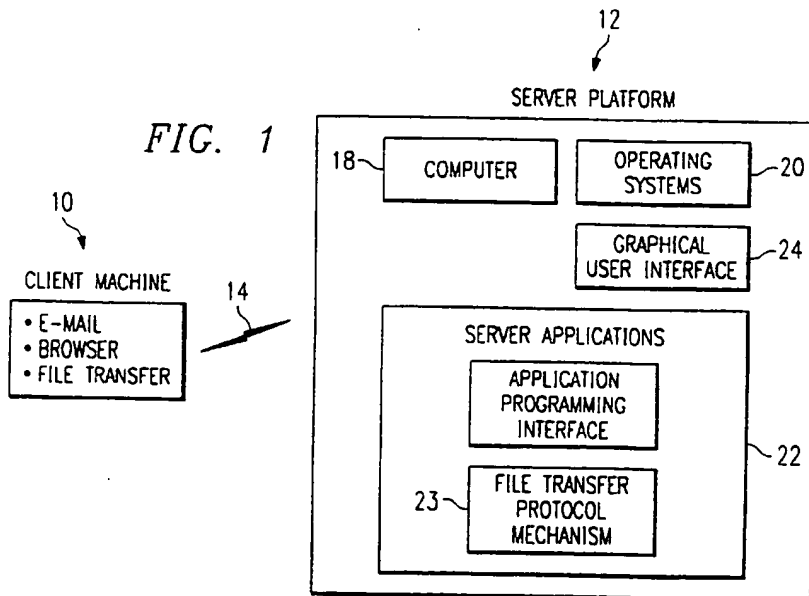 12
SERVER PLATFORM
FIG. 1
18
COMPUTER
OPERATING
SYSTEMS
20
10
GRAPHICAL
USER INTERFACE
24
CLIENT MACHINE
14
• E-MAIL
• BROWSER
• FILE TRANSFER
SERVER APPLICATIONS
APPLICATION
PROGRAMMING
INTERFACE
22
23
FILE TRANSFER
PROTOCOL
MECHANISM